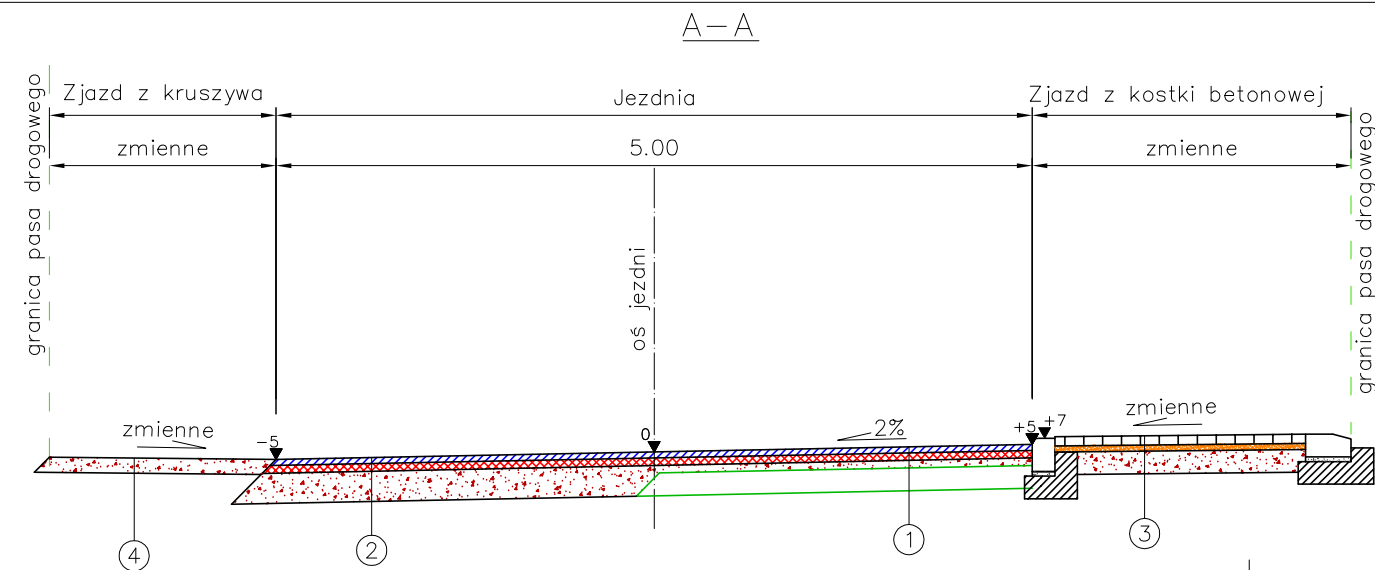 A–A
Zjazd z kruszywa
Jezdnia
Zjazd z kostki betonowej
zmienne
5.00
zmienne
granica pasa drogowego
oś jezdni
granica pasa drogowego
zmienne
-5
0
2%
+5
+7
zmienne
4
2
1
3